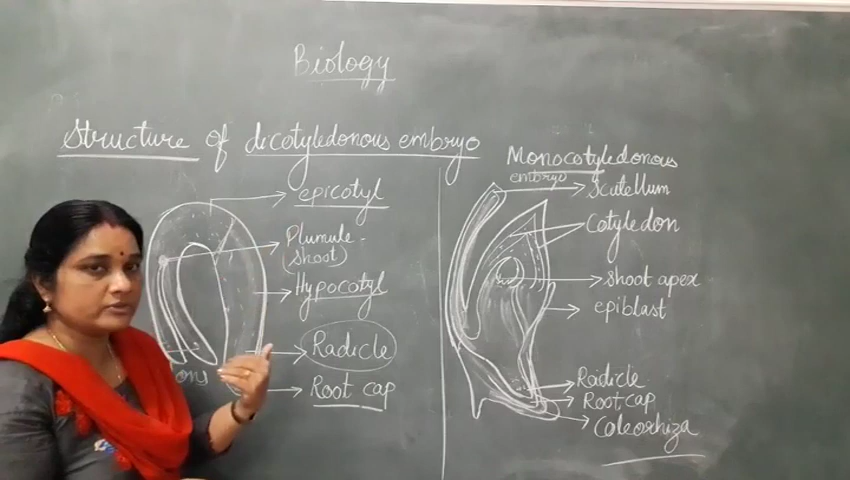 Biology
Structure of dicotyledonous embryo
epicotyl
Plumule-
(shoot)
Hypocotyl
Radicle
Root cap
Monocotyledonous
embryo
Scutellum
Cotyledon
shoot apex
epiblast
Radicle
Root cap
Coleorhiza